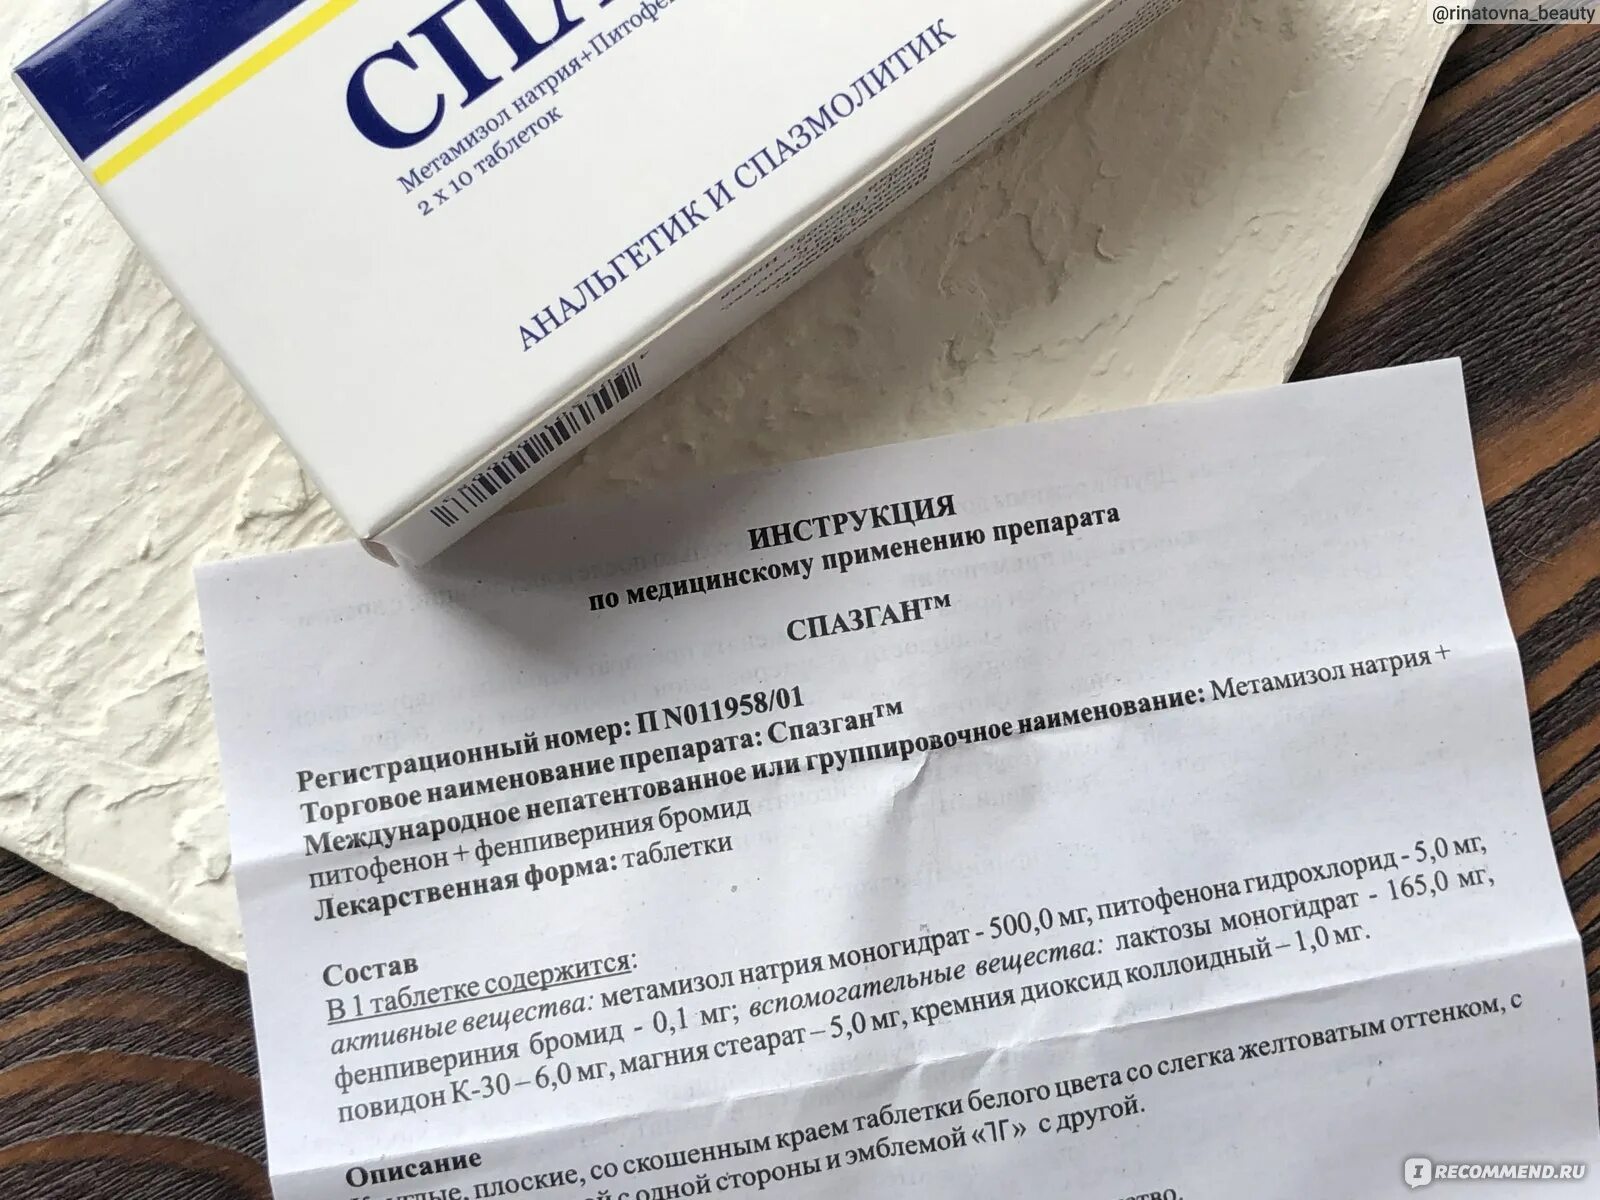 @rinatovna_beauty
Метамизол натрия+
2 x 10 таблеток
АНАЛЬГЕТИК И СПАЗМОЛИТИК
ИНСТРУКЦИЯ
по медицинскому применению препарата
СПАЗГАН™
Регистрационный номер: П N011958/01
Торговое наименование препарата: Спазган™
Международное непатентованное или группировочное наименование: Метамизол натрия +
питофенон + фенпивериния бромид
Лекарственная форма: таблетки
Состав
В 1 таблетке содержится:
активные вещества: метамизол натрия моногидрат - 500,0 мг, питофенона гидрохлорид - 5,0 мг,
фенпивериния бромид - 0,1 мг; вспомогательные вещества: лактозы моногидрат - 165,0 мг,
повидон К-30 – 6,0 мг, магния стеарат – 5,0 мг, кремния диоксид коллоидный – 1,0 мг.
Описание
плоские, со скошенным краем таблетки белого цвета со слегка желтоватым оттенком, с
с одной стороны и эмблемой с другой.
IRECOMMEND.RU